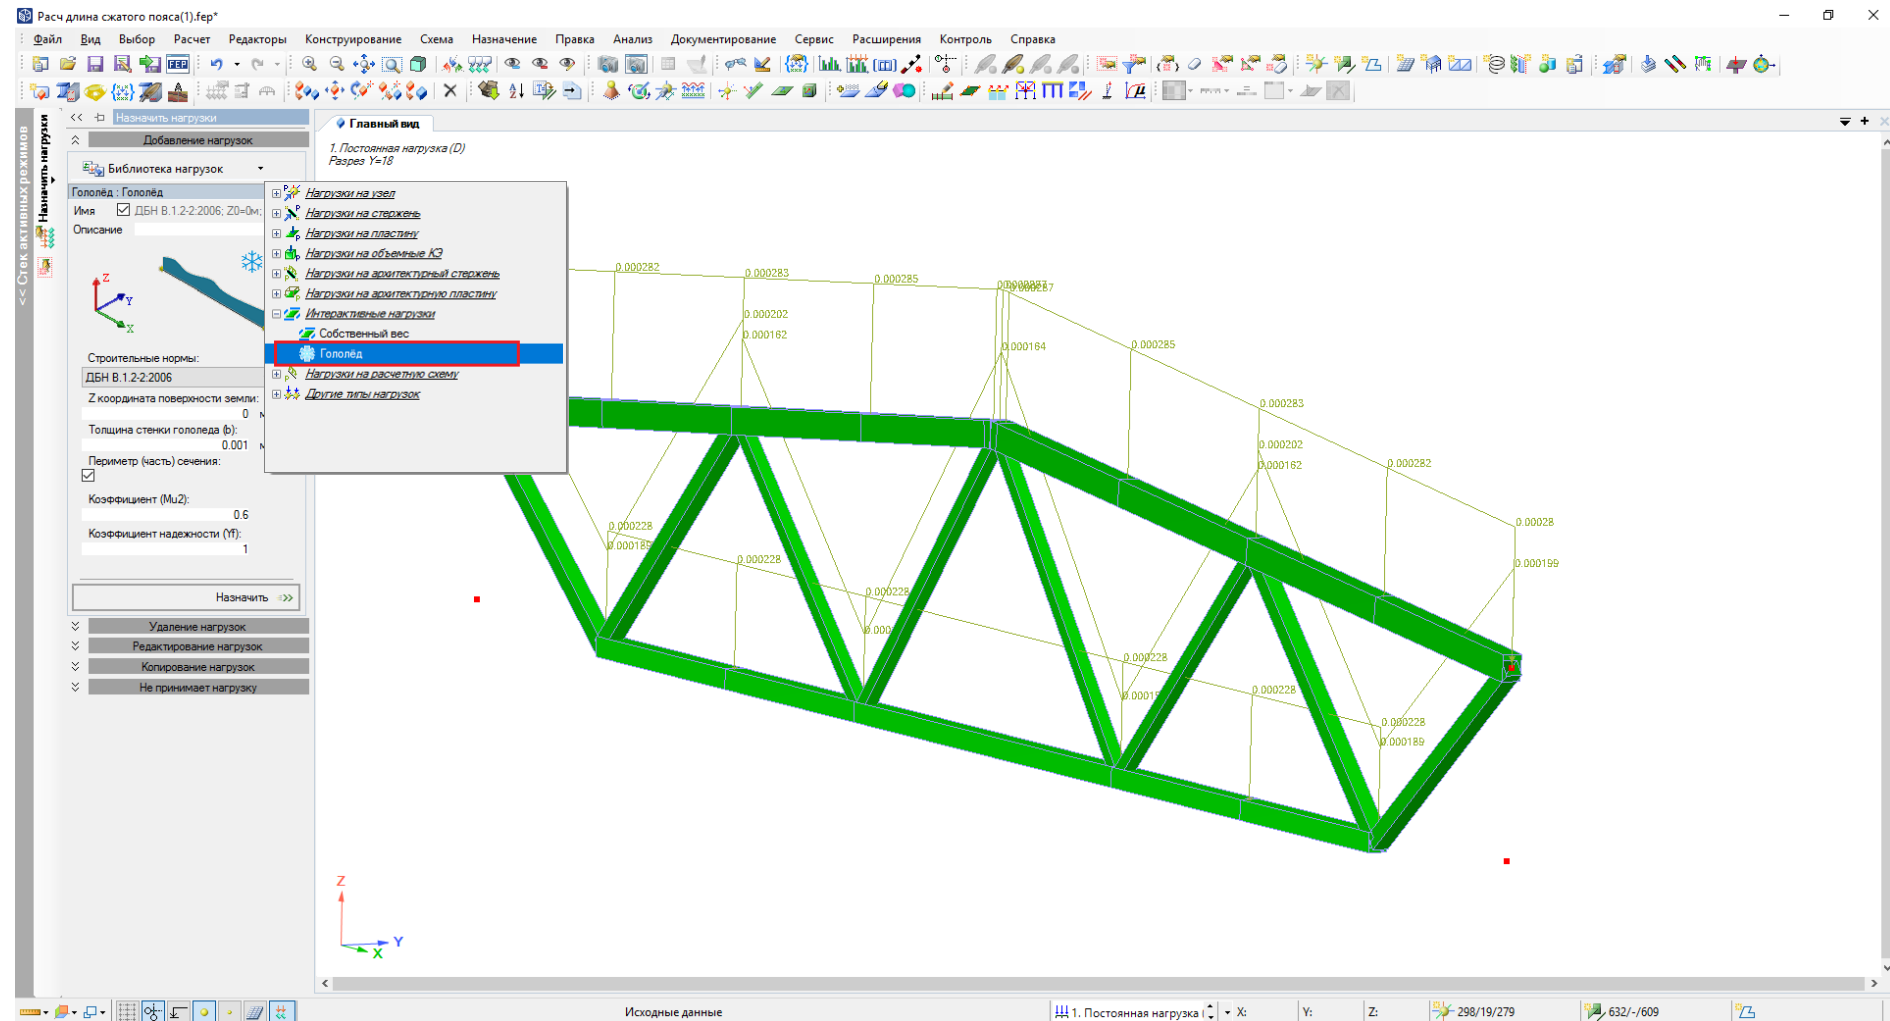 Расч длина сжатого пояса(1).fep*
Файл Вид Выбор Расчет Редакторы Конструирование Схема Назначение Правка Анализ Документирование Сервис Расширения Контроль Справка
FEP
<< Назначить нагрузки
Добавление нагрузок
Библиотека нагрузок
Гололёд : Гололёд
Имя ДБН В.1.2-2:2006; Z0=0м;
Описание
Z
Y
X
Строительные нормы:
ДБН В.1.2-2:2006
Z координата поверхности земли:
0 м
Толщина стенки гололеда (b):
0.001 м
Периметр (часть) сечения:
Коэффициент (Mu2):
0.6
Коэффициент надежности (Yf):
1
Назначить
Удаление нагрузок
Редактирование нагрузок
Копирование нагрузок
Не принимает нагрузку
<< Стек активных режимов
Назначить нагрузки
Нагрузки на узел
Нагрузки на стержень
Нагрузки на пластину
Нагрузки на объемные КЭ
Нагрузки на архитектурный стержень
Нагрузки на архитектурную пластину
Интерактивные нагрузки
Собственный вес
Гололёд
Нагрузки на расчетную схему
Другие типы нагрузок
Главный вид
1. Постоянная нагрузка (D)
Разрез Y=18
0.000282
0.000283
0.000285
0.000202
0.000162
0.000164
0.000285
0.000283
0.000202
0.000162
0.000282
0.00028
0.000199
0.000228
0.000189
0.000228
0.000228
0.000228
0.000228
0.000228
0.000189
Z
Y
X
Исходные данные
1. Постоянная нагрузка (
X:
Y:
Z:
298/19/279
632/-/609